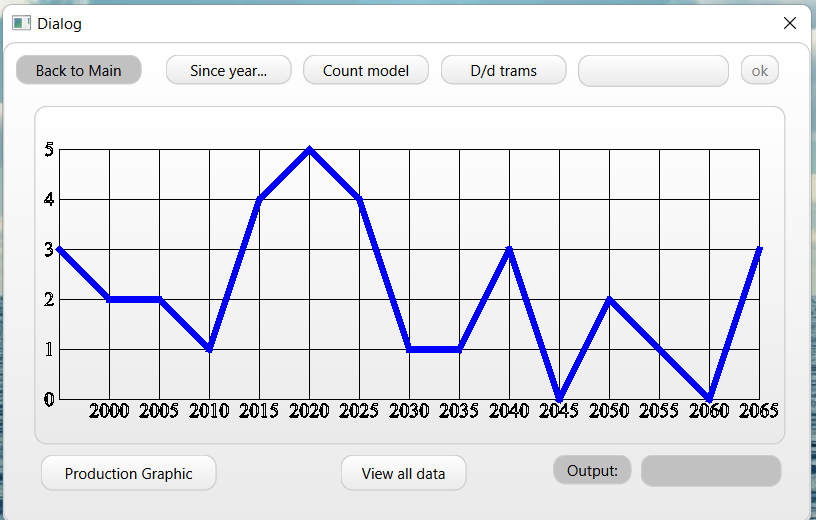 Dialog
Back to Main Since year... Count model D/d trams ok
5
4
3
2
1
0
2000 2005 2010 2015 2020 2025 2030 2035 2040 2045 2050 2055 2060 2065
Production Graphic View all data Output: